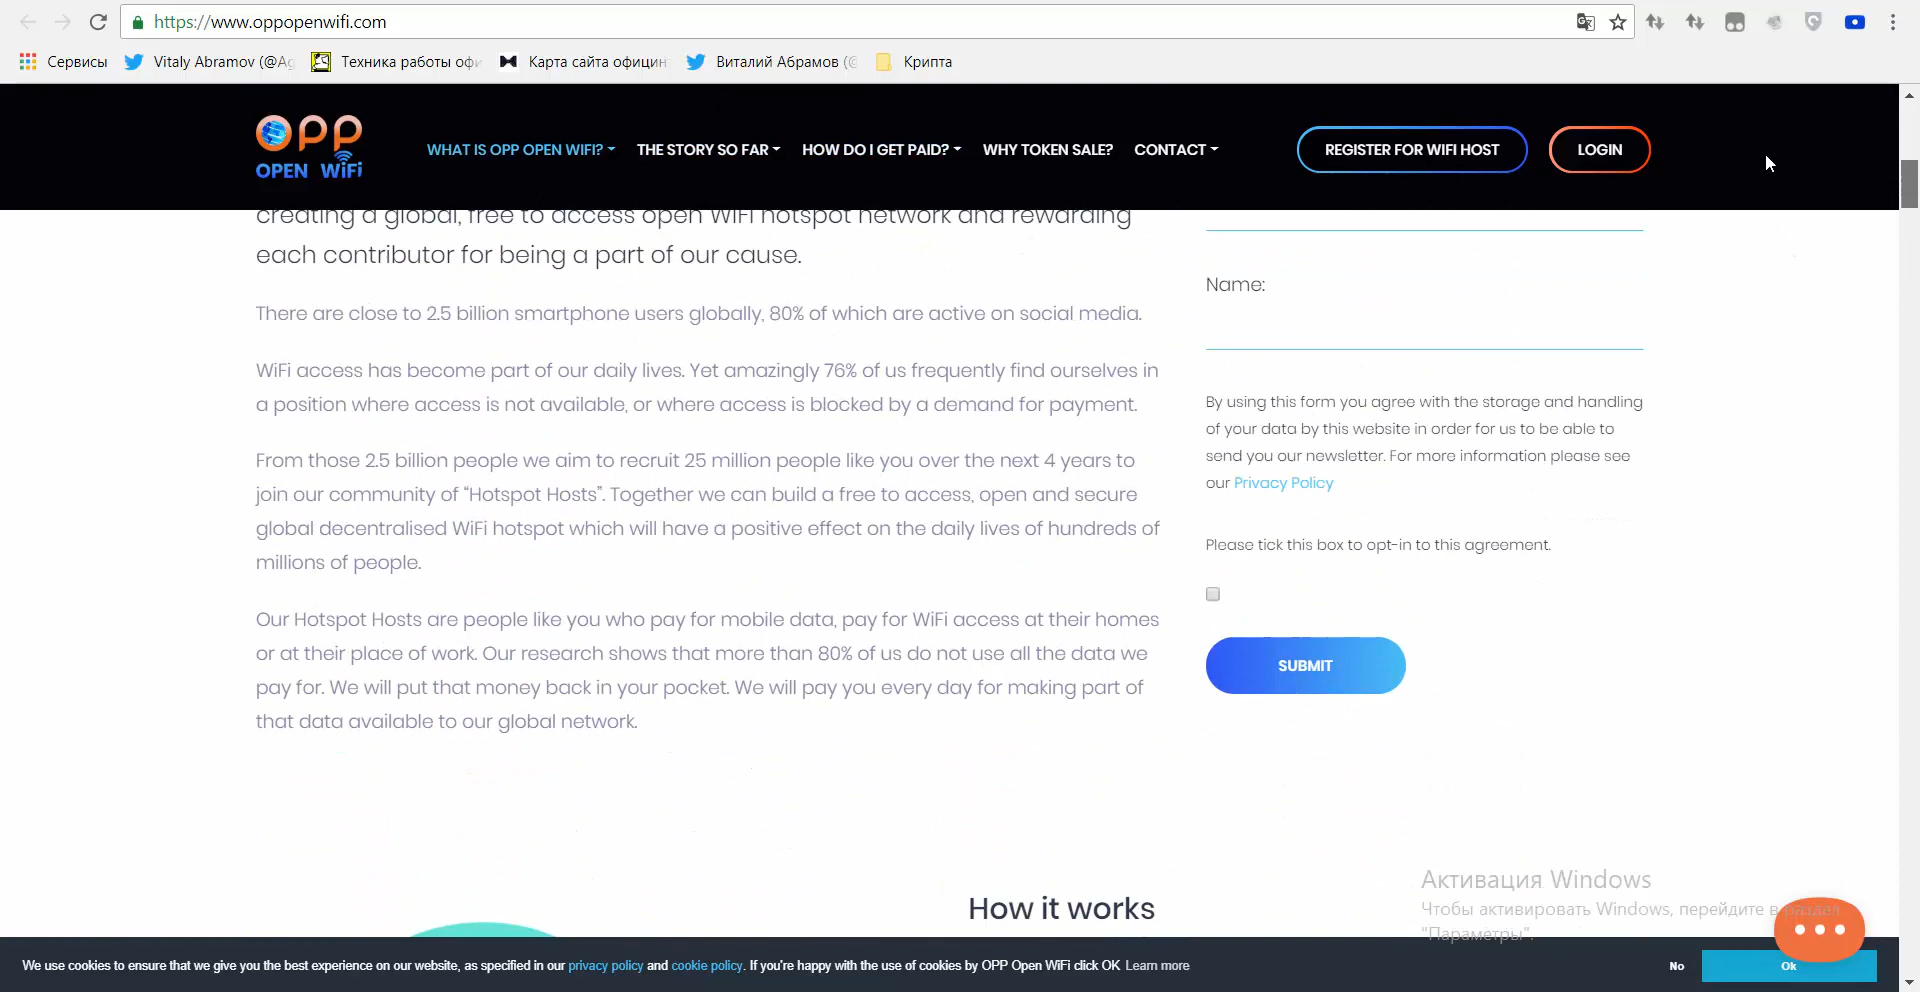 https://www.oppopenwifi.com
Сервисы
Vitaly Abramov (@Ag
Техника работы офи
Карта сайта официн
Виталий Абрамов (@
Крипта
OPP
OPEN WiFi
WHAT IS OPP OPEN WIFI?
THE STORY SO FAR
HOW DO I GET PAID?
WHY TOKEN SALE?
CONTACT
REGISTER FOR WIFI HOST
LOGIN
creating a global, free to access open WiFi hotspot network and rewarding
each contributor for being a part of our cause.
There are close to 2.5 billion smartphone users globally, 80% of which are active on social media.
WiFi access has become part of our daily lives. Yet amazingly 76% of us frequently find ourselves in
a position where access is not available, or where access is blocked by a demand for payment.
From those 2.5 billion people we aim to recruit 25 million people like you over the next 4 years to
join our community of “Hotspot Hosts”. Together we can build a free to access, open and secure
global decentralised WiFi hotspot which will have a positive effect on the daily lives of hundreds of
millions of people.
Our Hotspot Hosts are people like you who pay for mobile data, pay for WiFi access at their homes
or at their place of work. Our research shows that more than 80% of us do not use all the data we
pay for. We will put that money back in your pocket. We will pay you every day for making part of
that data available to our global network.
Name:
By using this form you agree with the storage and handling
of your data by this website in order for us to be able to
send you our newsletter. For more information please see
our Privacy Policy
Please tick this box to opt-in to this agreement.
SUBMIT
How it works
Активация Windows
Чтобы активировать Windows, перейдите в раздел
"Параметры".
We use cookies to ensure that we give you the best experience on our website, as specified in our privacy policy and cookie policy. If you're happy with the use of cookies by OPP Open WiFi click OK Learn more
No
Ok